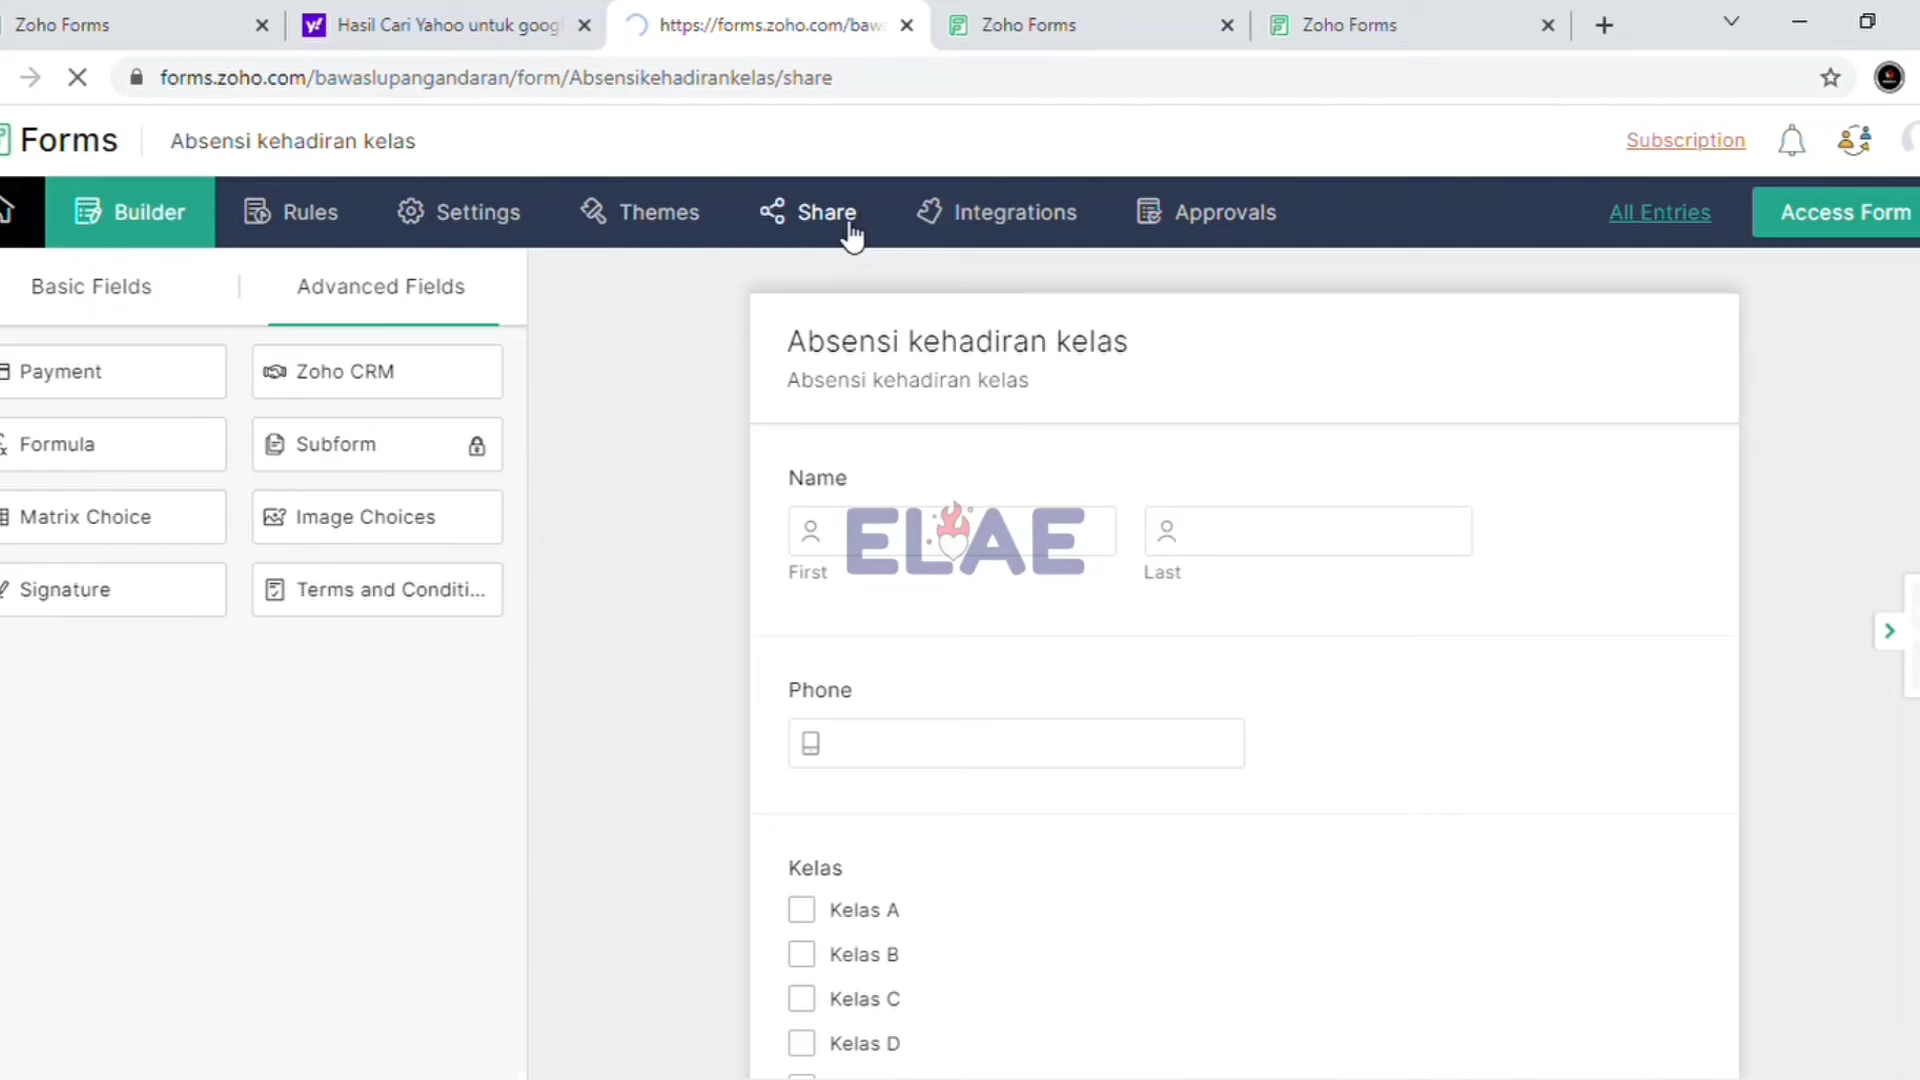 Zoho Forms
Hasil Cari Yahoo untuk goog
https://forms.zoho.com/bawa
Zoho Forms
Zoho Forms
forms.zoho.com/bawaslupangandaran/form/Absensikehadirankelas/share
Forms
Absensi kehadiran kelas
Subscription
Builder
Rules
Settings
Themes
Share
Integrations
Approvals
All Entries
Access Form
Basic Fields
Advanced Fields
Payment
Zoho CRM
Formula
Subform
Matrix Choice
Image Choices
Signature
Terms and Conditi...
Absensi kehadiran kelas
Absensi kehadiran kelas
Name
ELAE
First
Last
Phone
Kelas
Kelas A
Kelas B
Kelas C
Kelas D